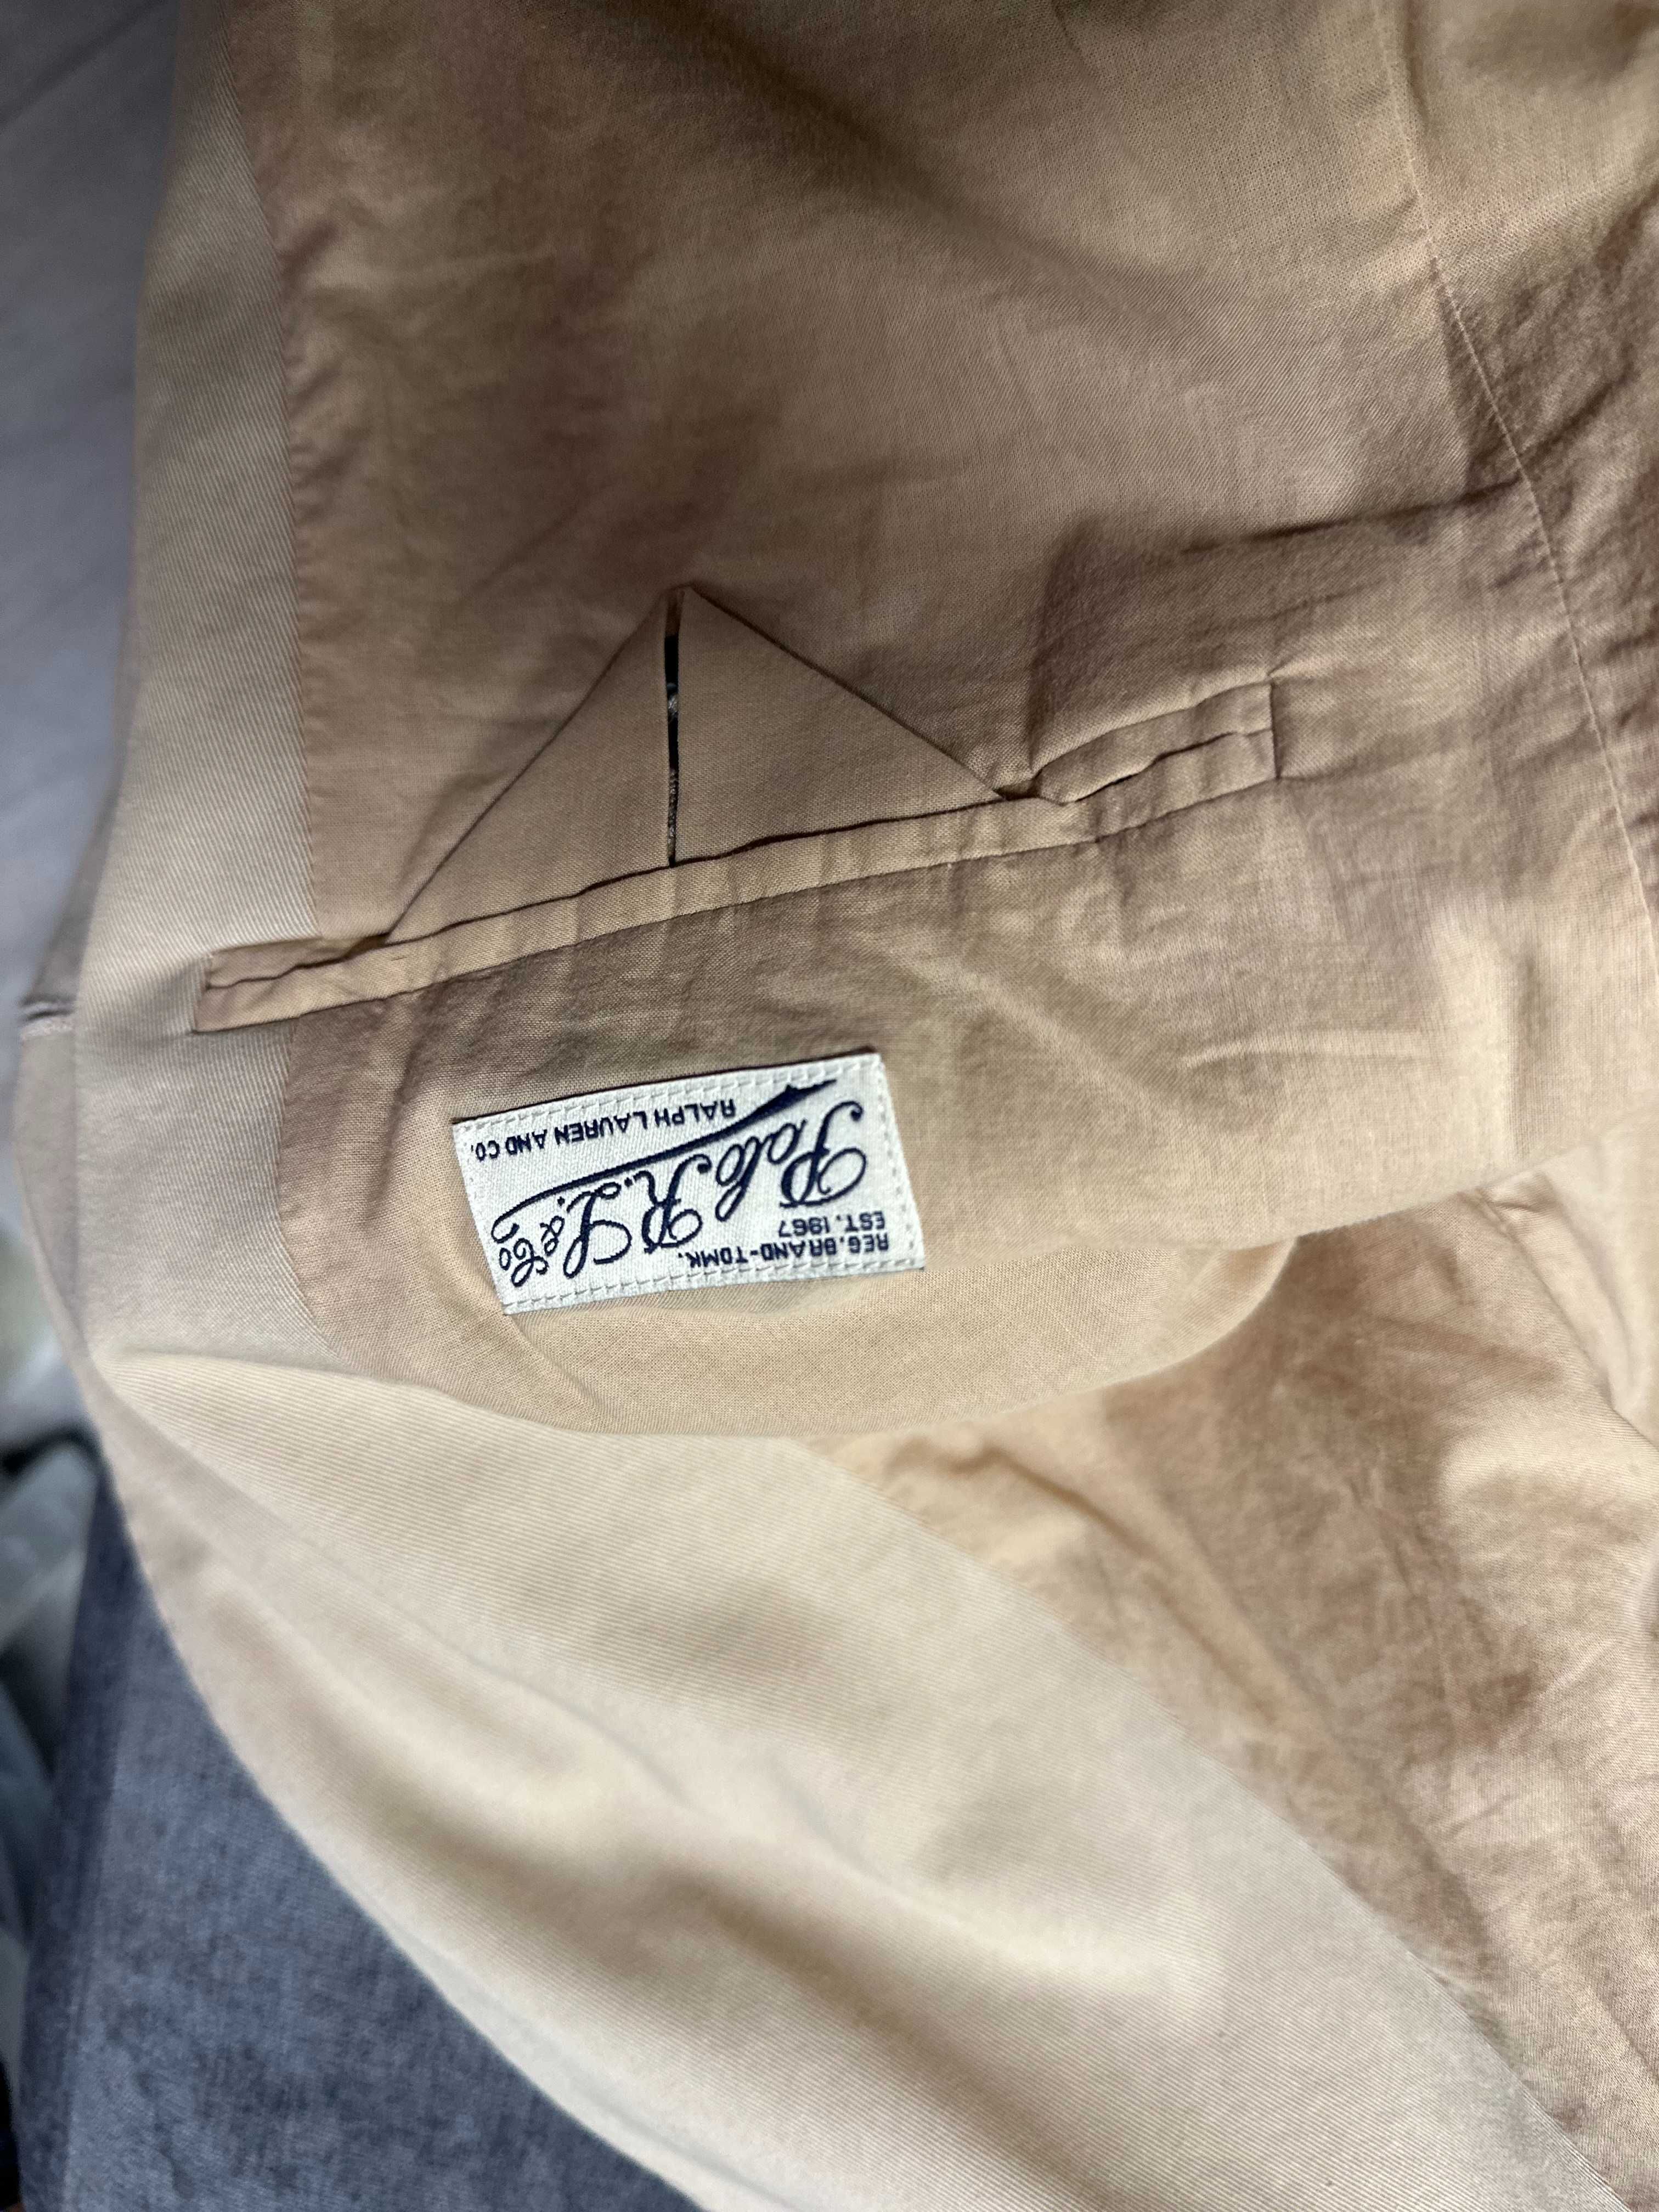 REG. BRAND-TDMK.
EST. 1967
Polo R.L. & Co
RALPH LAUREN AND CO.